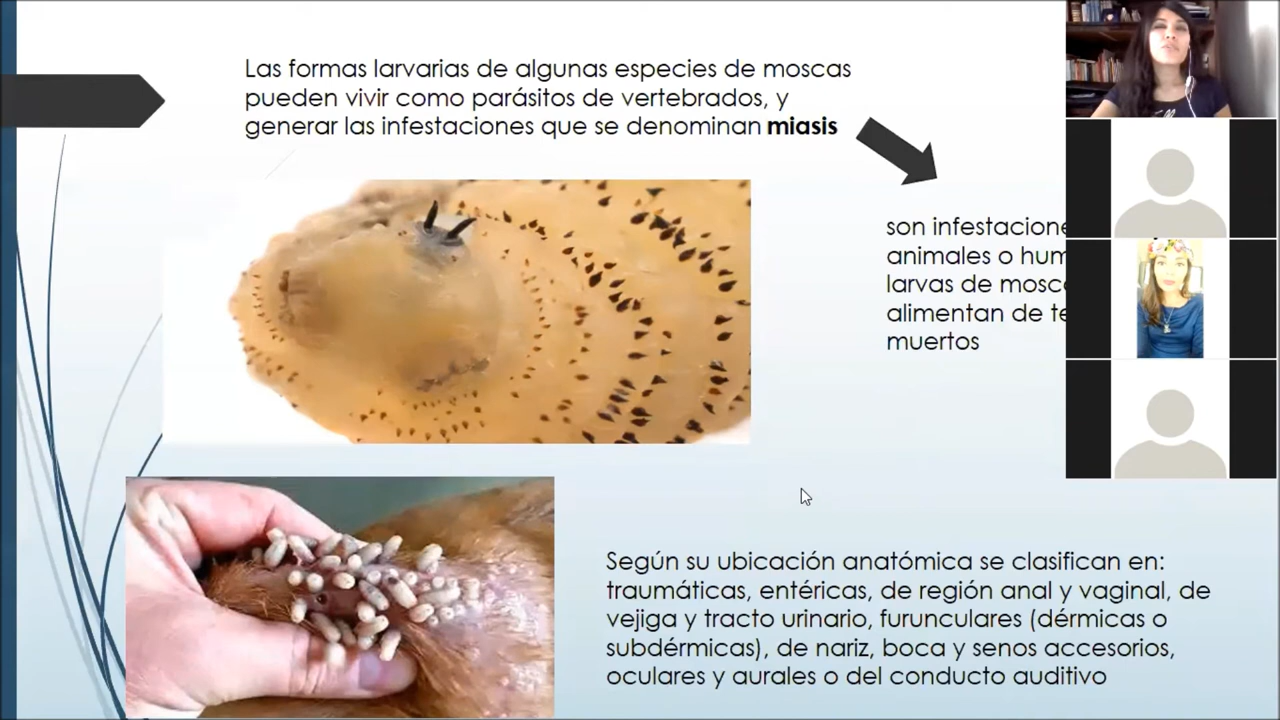 Las formas larvarias de algunas especies de moscas
pueden vivir como parásitos de vertebrados, y
generar las infestaciones que se denominan miasis
son infestacione
animales o hum
larvas de mosc
alimentan de te
muertos
Según su ubicación anatómica se clasifican en:
traumáticas, entéricas, de región anal y vaginal, de
vejiga y tracto urinario, furunculares (dérmicas o
subdérmicas), de nariz, boca y senos accesorios,
oculares y aurales o del conducto auditivo